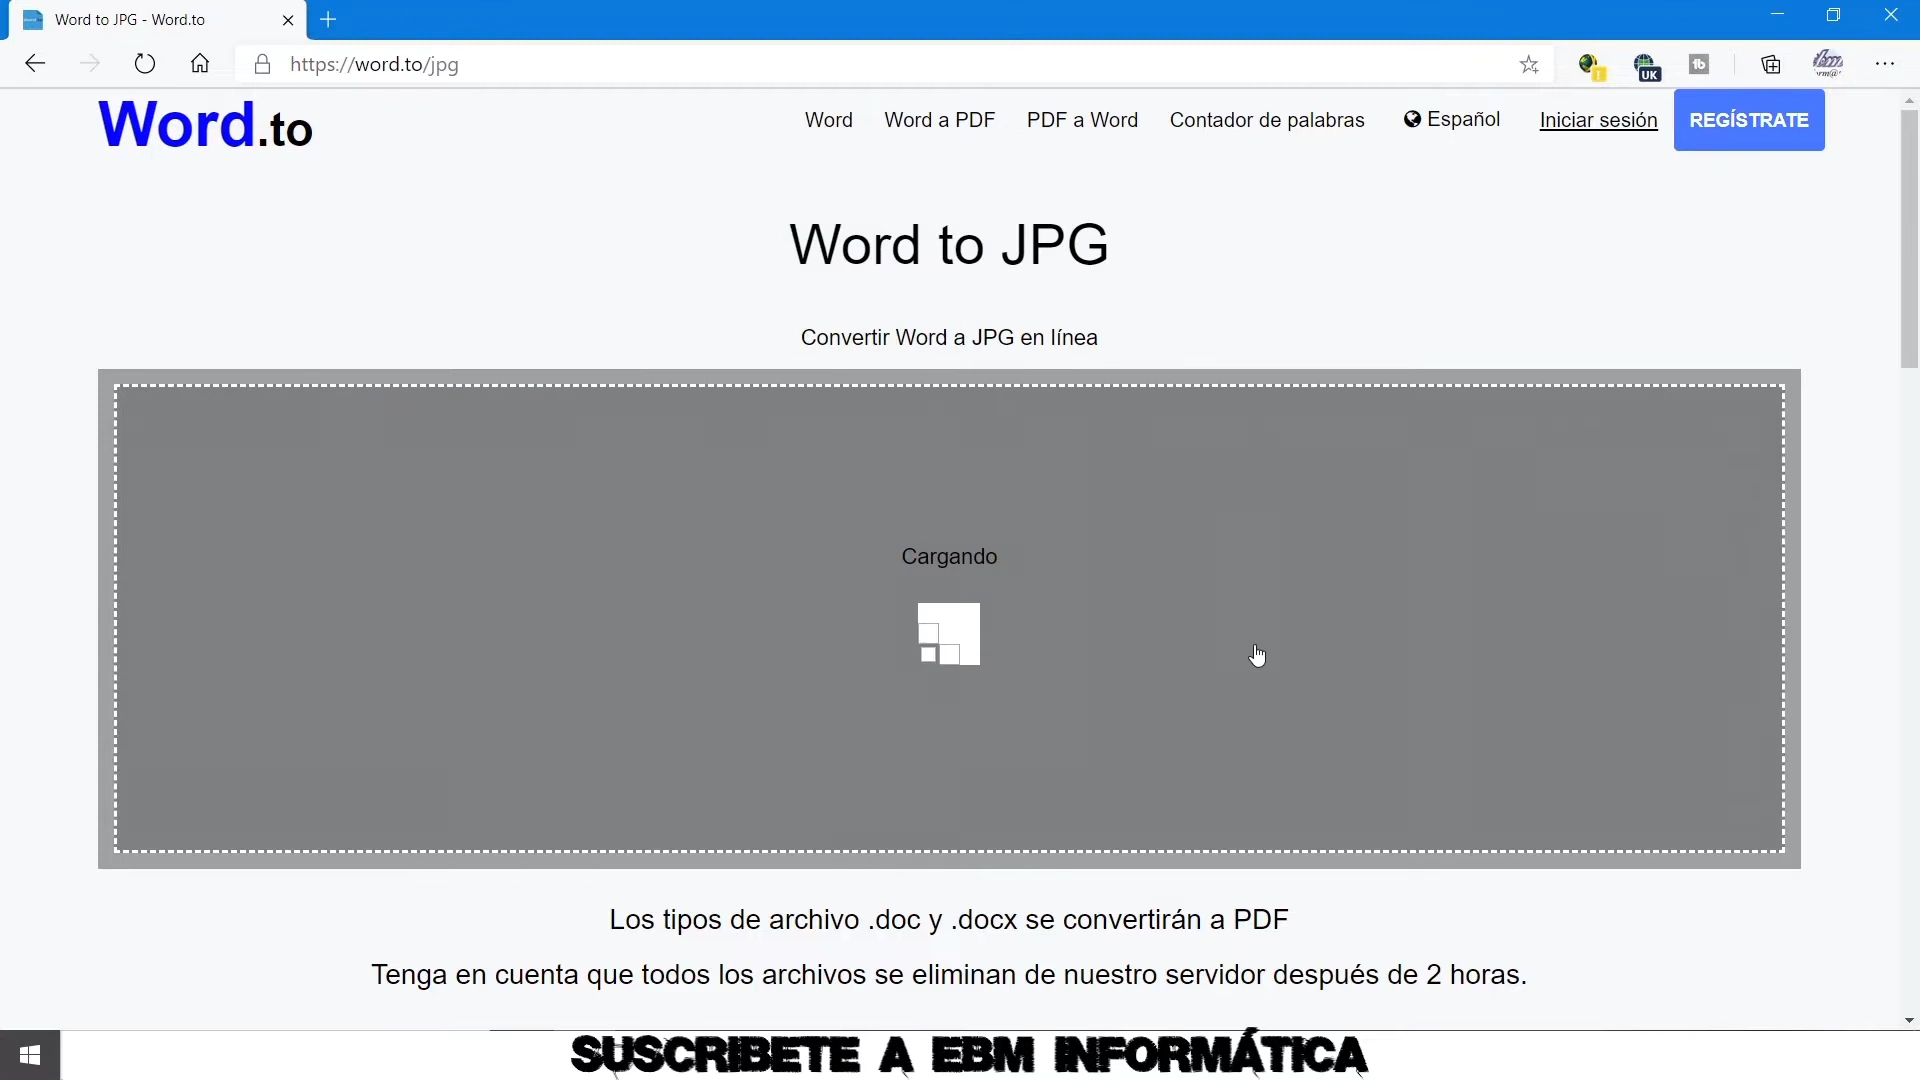 Word to JPG - Word.to
https://word.to/jpg
UK
Word.to
Word
Word a PDF
PDF a Word
Contador de palabras
Español
Iniciar sesión
REGÍSTRATE
Word to JPG
Convertir Word a JPG en línea
Cargando
Los tipos de archivo .doc y .docx se convertirán a PDF
Tenga en cuenta que todos los archivos se eliminan de nuestro servidor después de 2 horas.
SUSCRIBETE A EBM INFORMÁTICA